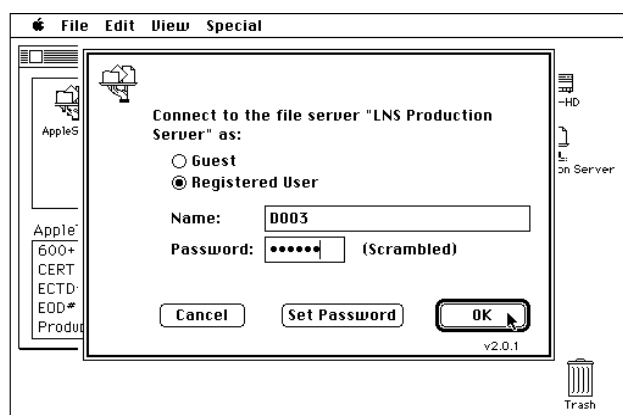 File Edit View Special
-HD
AppleS
on Server
Connect to the file server "LNS Production
Server" as:
Guest
Registered User
Name: D003
Password: •••••• (Scrambled)
Apple
600+
CERT
ECTD
EOD#
Produ
Cancel Set Password OK
v2.0.1
Trash